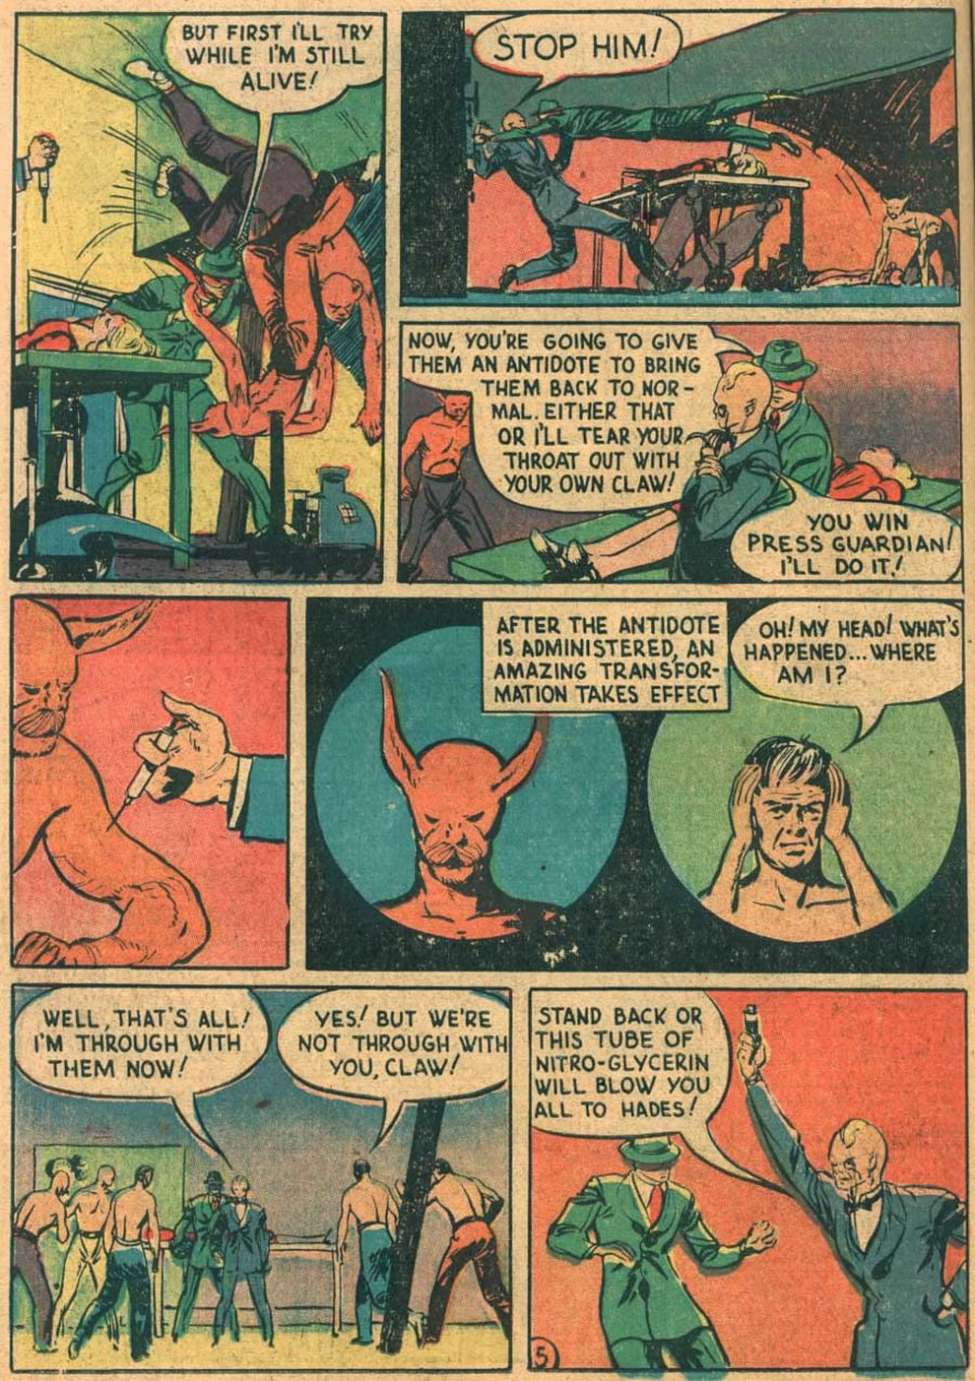 BUT FIRST I'LL TRY
WHILE I'M STILL
ALIVE!
STOP HIM!
NOW, YOU'RE GOING TO GIVE
THEM AN ANTIDOTE TO BRING
THEM BACK TO NOR-
MAL. EITHER THAT
OR I'LL TEAR YOUR
THROAT OUT WITH
YOUR OWN CLAW!
YOU WIN
PRESS GUARDIAN!
I'LL DO IT!
AFTER THE ANTIDOTE
IS ADMINISTERED, AN
AMAZING TRANSFOR-
MATION TAKES EFFECT
OH! MY HEAD! WHAT'S
HAPPENED...WHERE
AM I?
WELL, THAT'S ALL!
I'M THROUGH WITH
THEM NOW!
YES! BUT WE'RE
NOT THROUGH WITH
YOU, CLAW!
STAND BACK OR
THIS TUBE OF
NITRO-GLYCERIN
WILL BLOW YOU
ALL TO HADES!
5